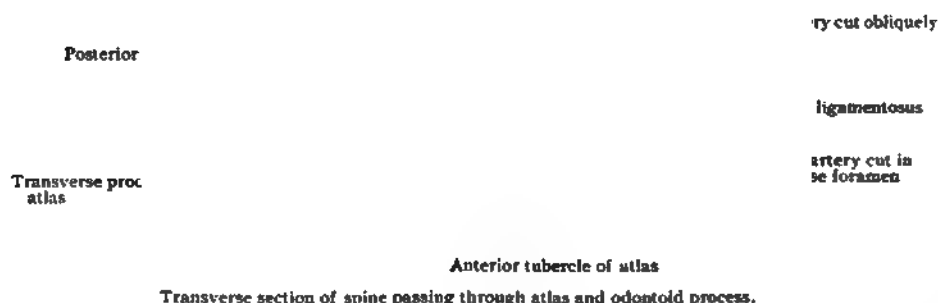 ry cut obliquely
Posterior
ligamentosus
artery cut in
se foramen
Transverse proc
atlas
Anterior tubercle of atlas
Transverse section of spine passing through atlas and odontoid process.